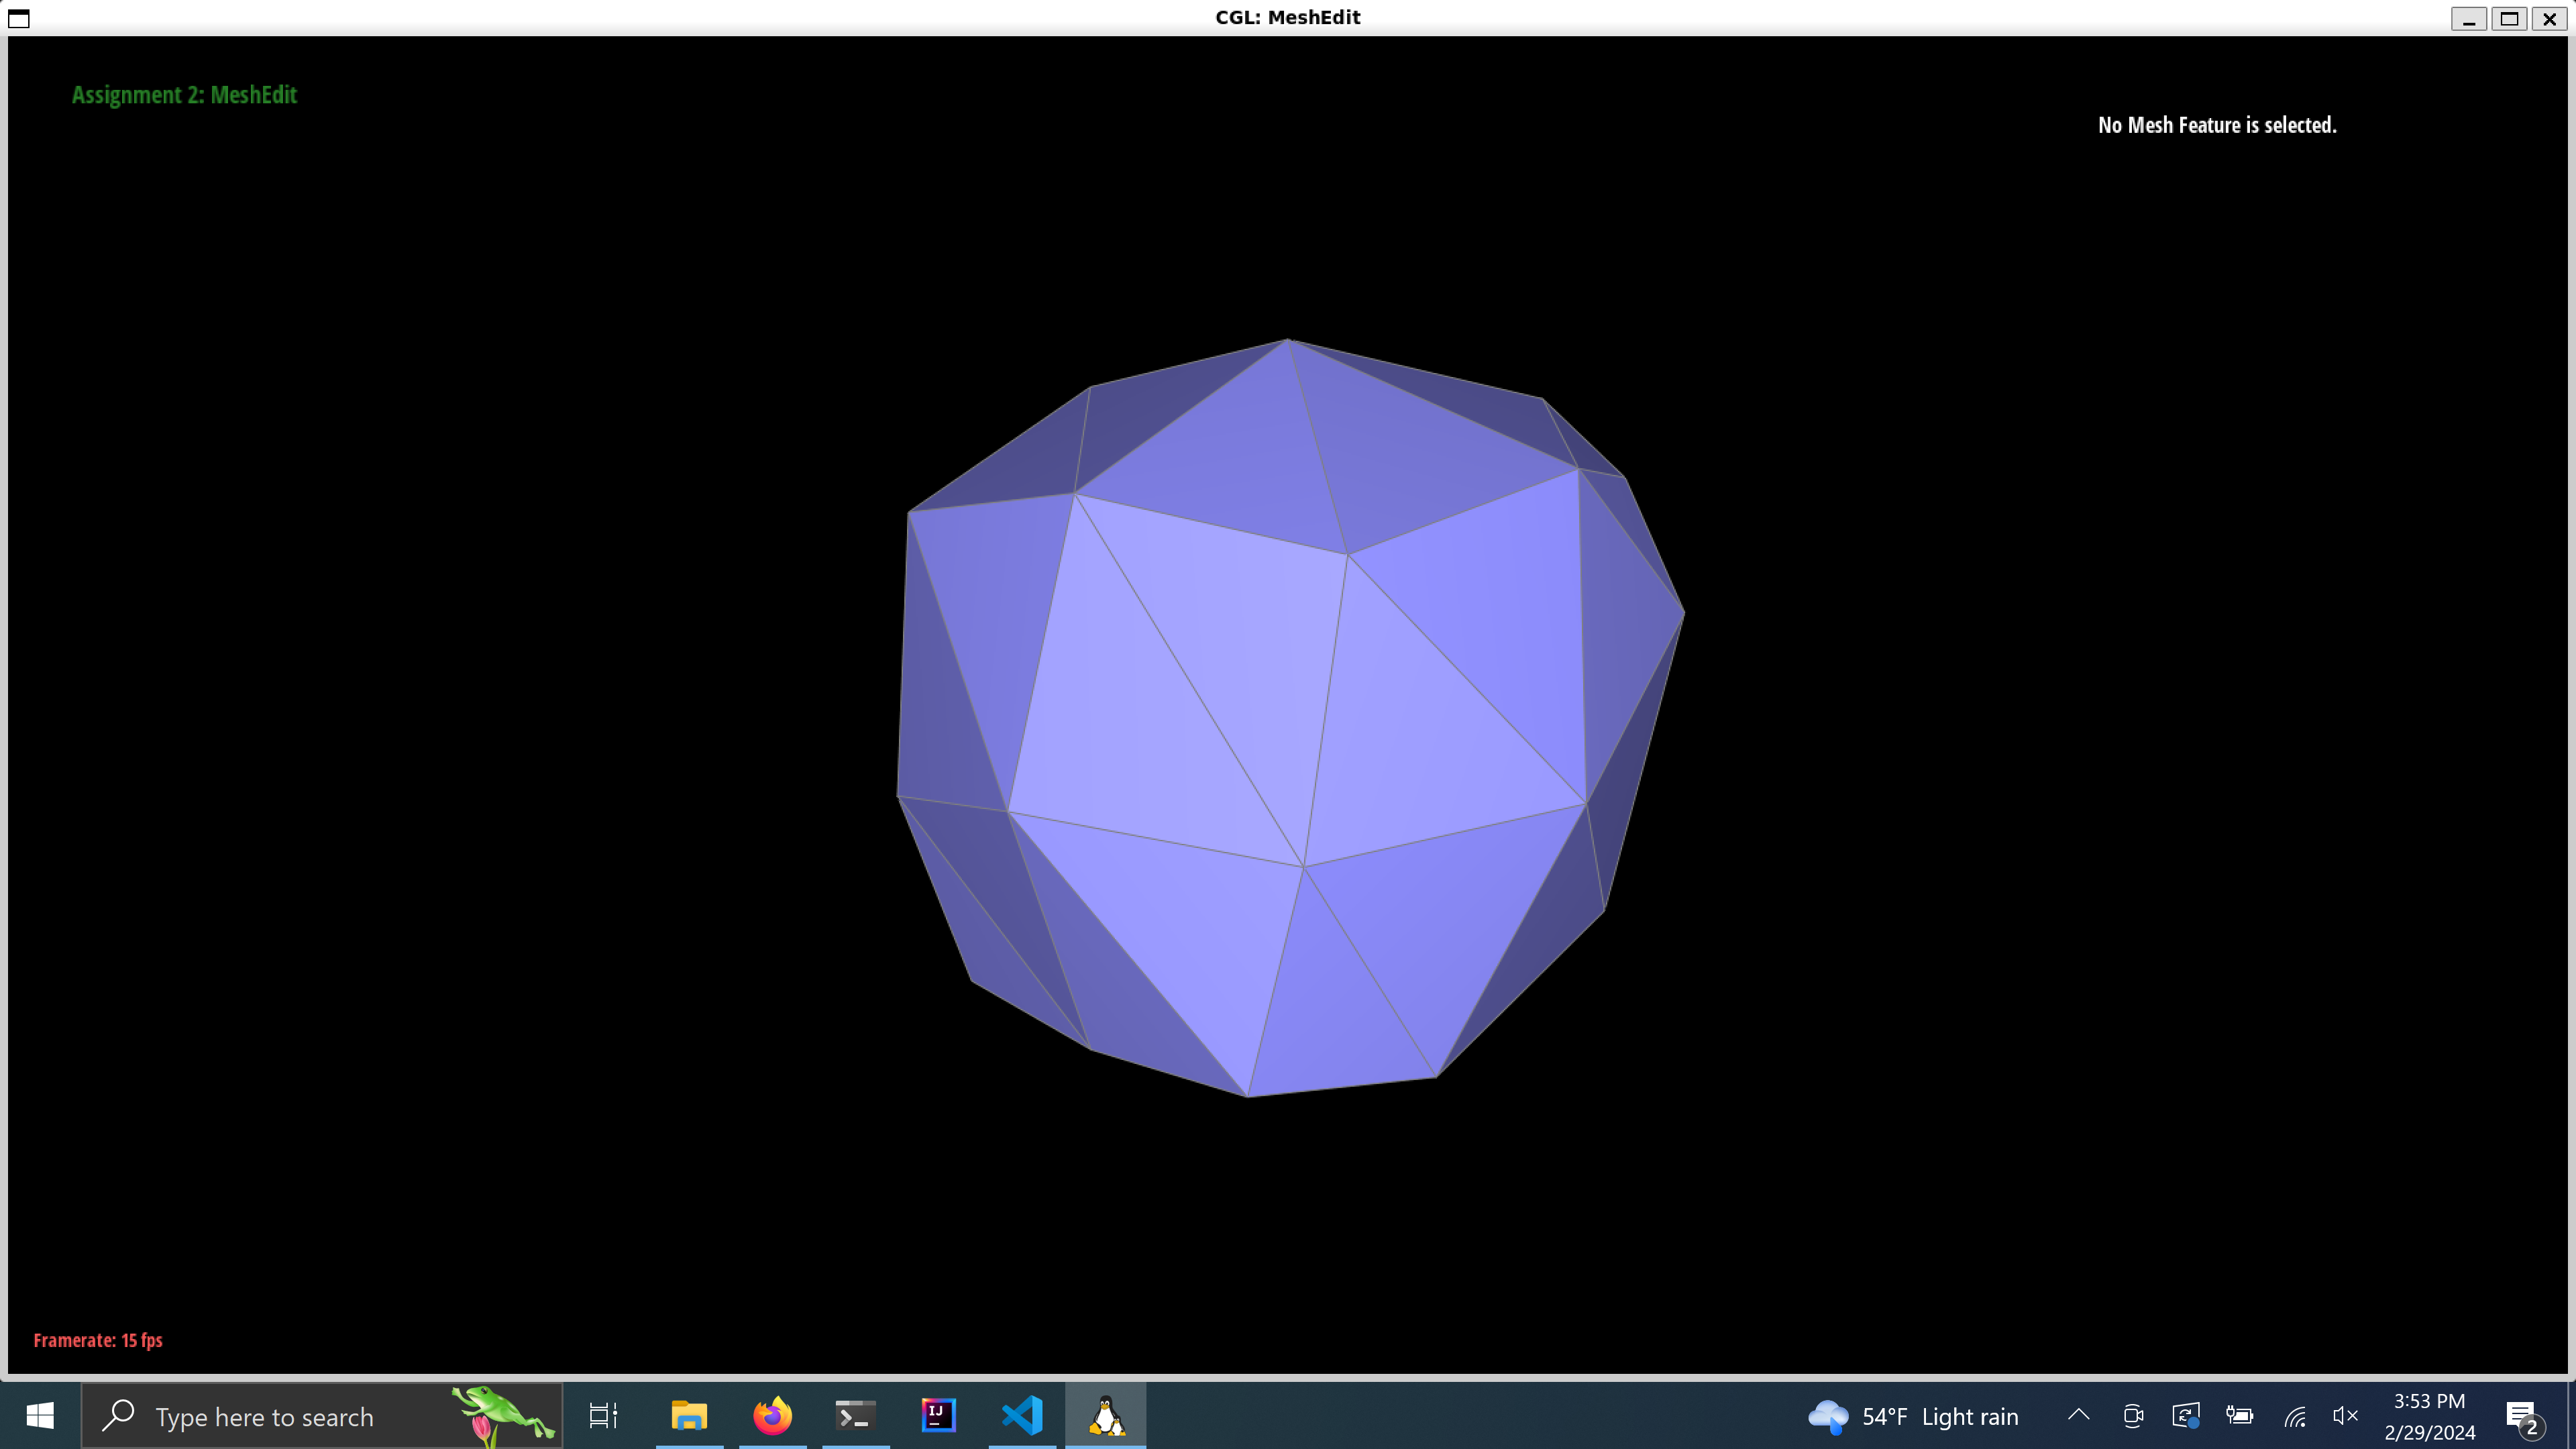 CGL: MeshEdit
Assignment 2: MeshEdit
No Mesh Feature is selected.
Framerate: 15 fps
Type here to search
IJ
54°F Light rain
3:53 PM
2/29/2024
2